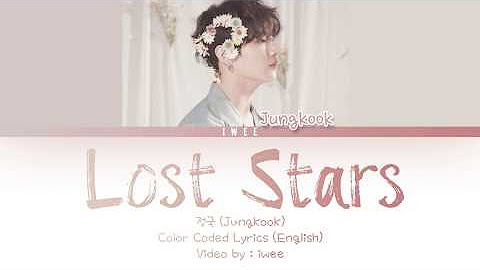 Jungkook
IWEE
Lost Stars
정국 (Jungkook)
Color Coded Lyrics (English)
Video by : iwee